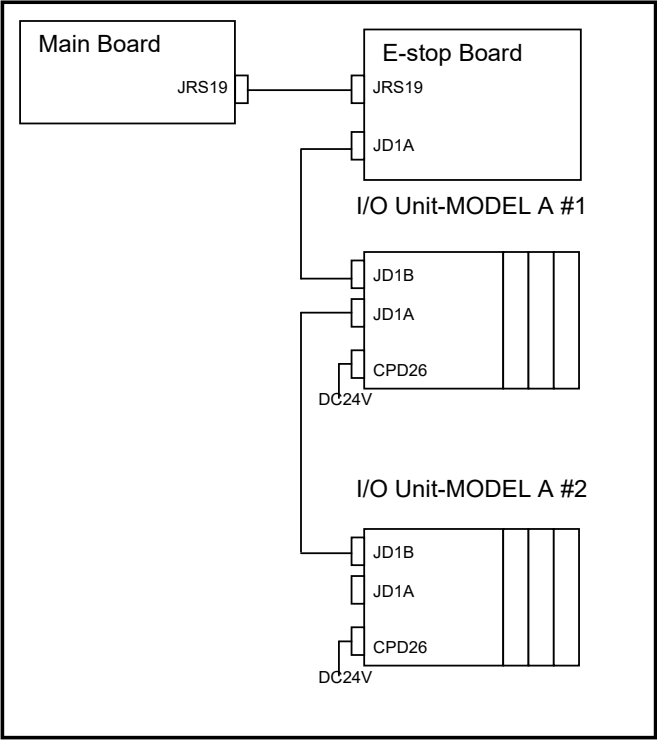 Main Board
JRS19
E-stop Board
JRS19
JD1A
I/O Unit-MODEL A #1
JD1B
JD1A
CPD26
DC24V
I/O Unit-MODEL A #2
JD1B
JD1A
CPD26
DC24V